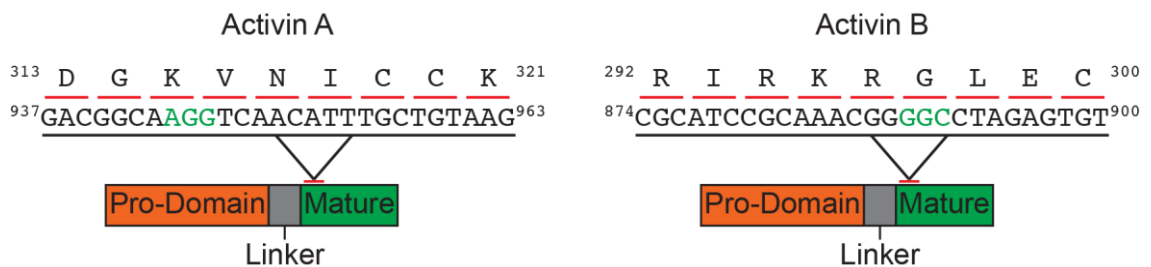 Activin A
313 D G K V N I C C K 321
937 GACGGCAAGGTCAACATTTGCTGTAAG 963
Pro-Domain Mature
Linker
Activin B
292 R I R K R G L E C 300
874 CGCATCCGCAAACGGGGCCTAGAGTGT 900
Pro-Domain Mature
Linker